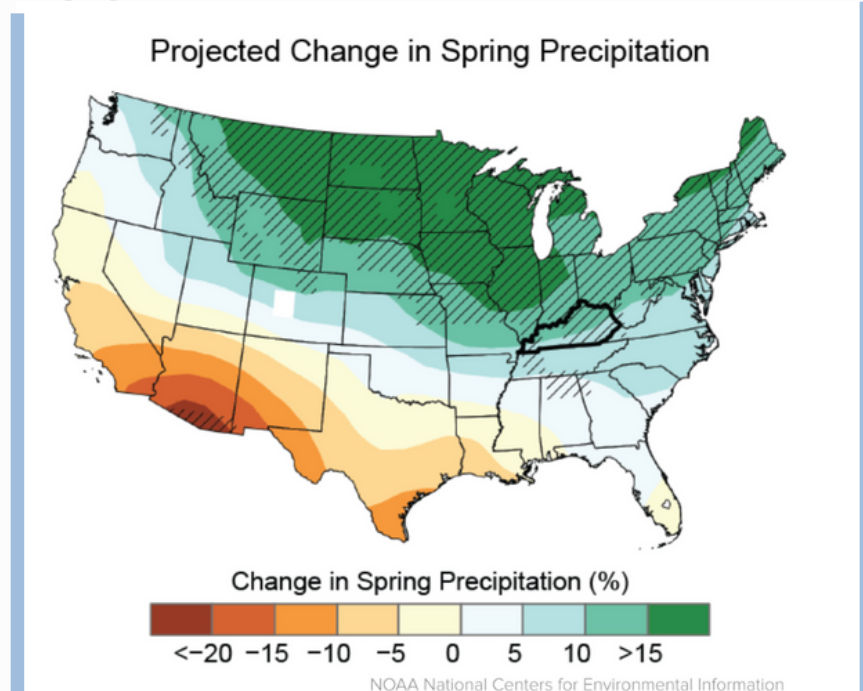 Projected Change in Spring Precipitation
Change in Spring Precipitation (%)
<−20 −15 −10 −5 0 5 10 >15
NOAA National Centers for Environmental Information